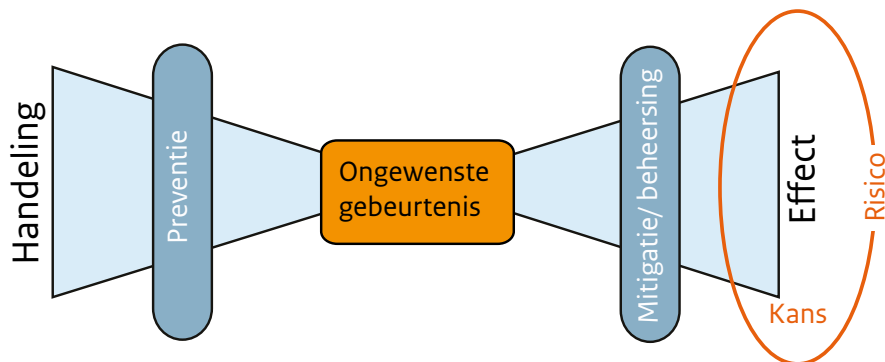 Handeling
Preventie
Ongewenste
gebeurtenis
Mitigatie/ beheersing
Effect
Kans
Risico